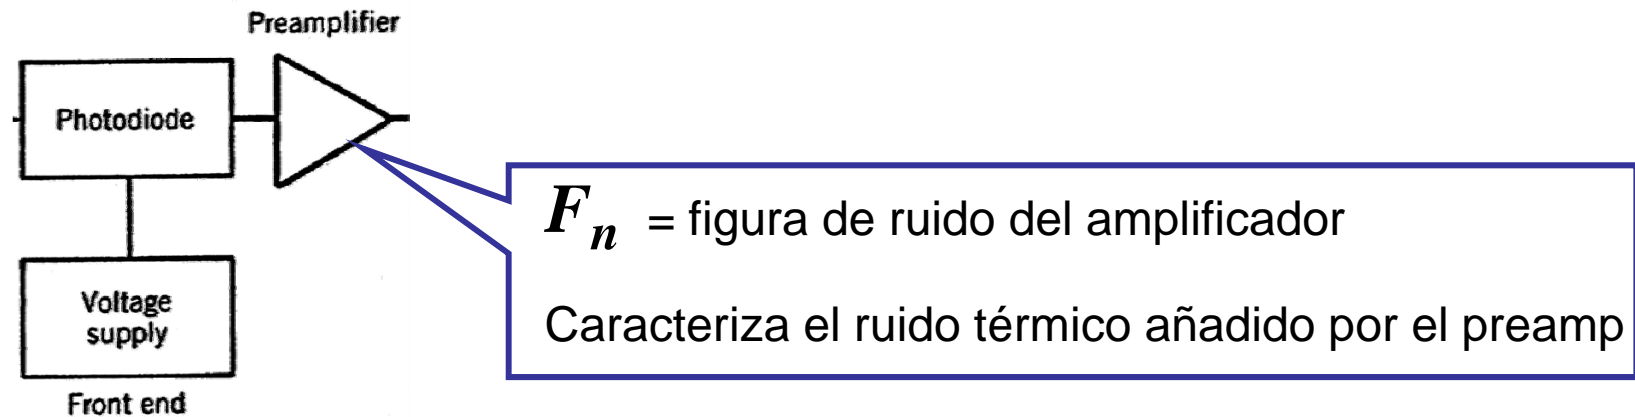 Preamplifier
Photodiode
Voltage
supply
Front end
Fn = figura de ruido del amplificador
Caracteriza el ruido térmico añadido por el preamp